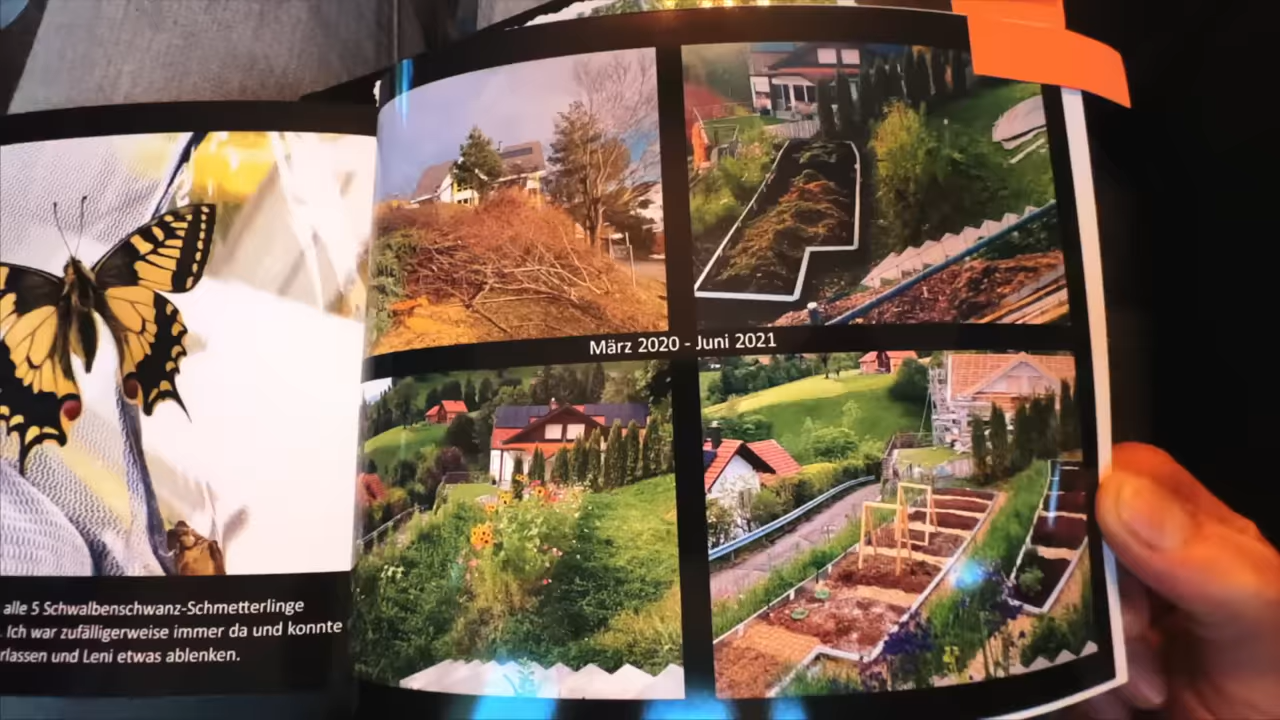 alle 5 Schwalbenschwanz-Schmetterlinge
. Ich war zufälligerweise immer da und konnte
rlassen und Leni etwas ablenken.
März 2020 - Juni 2021